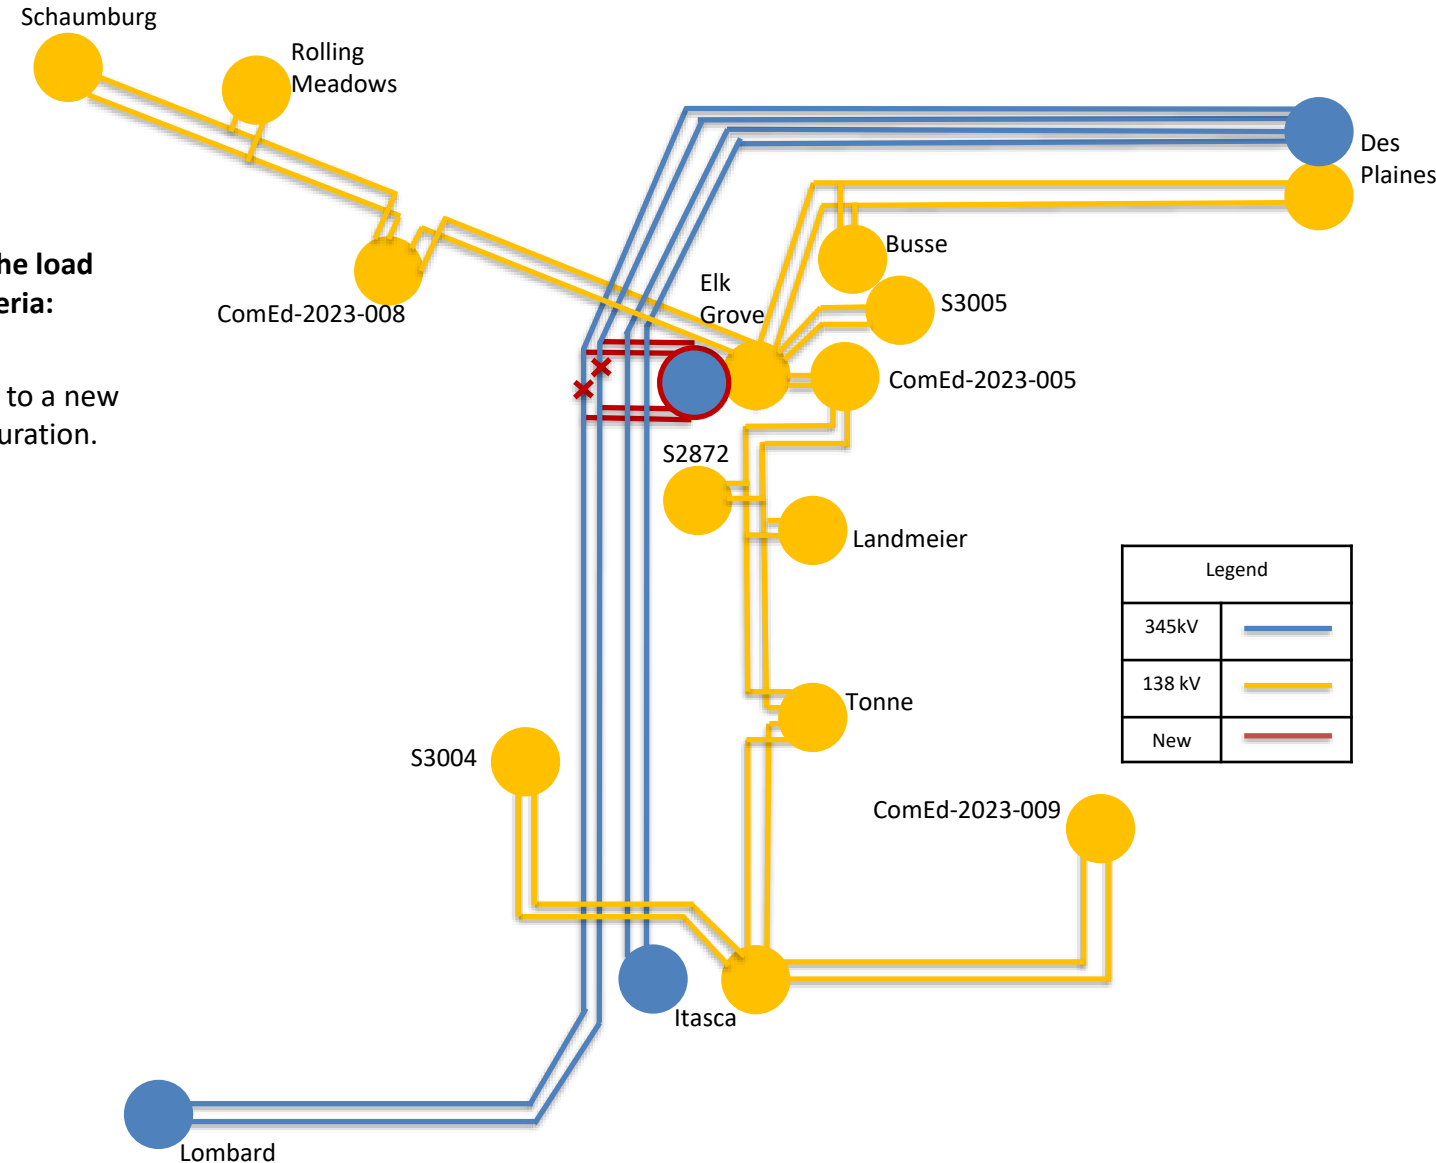 Schaumburg
Rolling
Meadows
Des
Plaines
Busse
he load
eria:
Elk
Grove
S3005
ComEd-2023-008
ComEd-2023-005
to a new
uration.
S2872
Landmeier
Legend
345kV
138 kV
New
Tonne
S3004
ComEd-2023-009
Itasca
Lombard